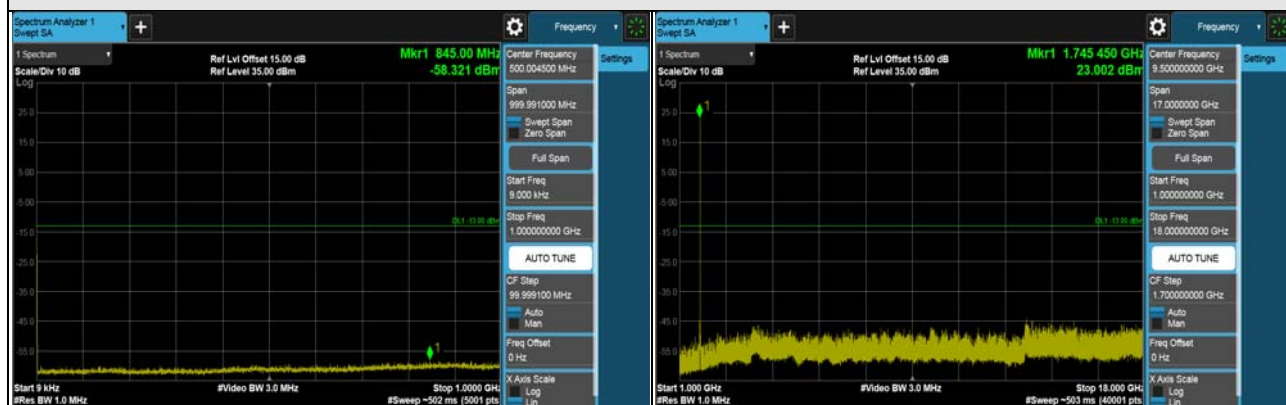 Spectrum Analyzer 1
Swept SA
+
Frequency
1 Spectrum
Scale/Div 10 dB
Log
Ref Lvl Offset 15.00 dB
Ref Level 35.00 dBm
Mkr1 845.00 MHz
-58.321 dBm
25.0
15.0
5.00
-5.00
-15.0
-25.0
-35.0
-45.0
-55.0
DL1 -13.00 dBm
1
Start 9 kHz
#Res BW 1.0 MHz
#Video BW 3.0 MHz
Stop 1.0000 GHz
#Sweep ~502 ms (5001 pts)
Center Frequency
500.004500 MHz
Settings
Span
999.991000 MHz
Swept Span
Zero Span
Full Span
Start Freq
9.000 kHz
Stop Freq
1.000000000 GHz
AUTO TUNE
CF Step
99.999100 MHz
Auto
Man
Freq Offset
0 Hz
X Axis Scale
Log
Lin
Spectrum Analyzer 1
Swept SA
+
Frequency
1 Spectrum
Scale/Div 10 dB
Log
Ref Lvl Offset 15.00 dB
Ref Level 35.00 dBm
Mkr1 1.745 450 GHz
23.002 dBm
25.0
15.0
5.00
-5.00
-15.0
-25.0
-35.0
-45.0
-55.0
DL1 -13.00 dBm
1
Start 1.000 GHz
#Res BW 1.0 MHz
#Video BW 3.0 MHz
Stop 18.000 GHz
#Sweep ~503 ms (40001 pts)
Center Frequency
9.500000000 GHz
Settings
Span
17.0000000 GHz
Swept Span
Zero Span
Full Span
Start Freq
1.000000000 GHz
Stop Freq
18.000000000 GHz
AUTO TUNE
CF Step
1.700000000 GHz
Auto
Man
Freq Offset
0 Hz
X Axis Scale
Log
Lin